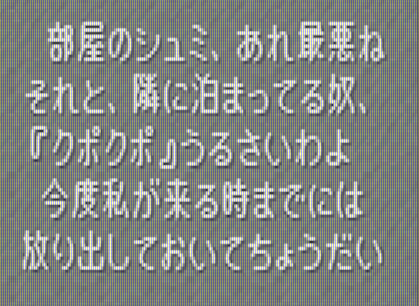 部屋のシュミ、あれ最悪ね
それと、隣に泊まってる奴、
『クポクポ』うるさいわよ
今度私が来る時までには
放り出しておいてちょうだい